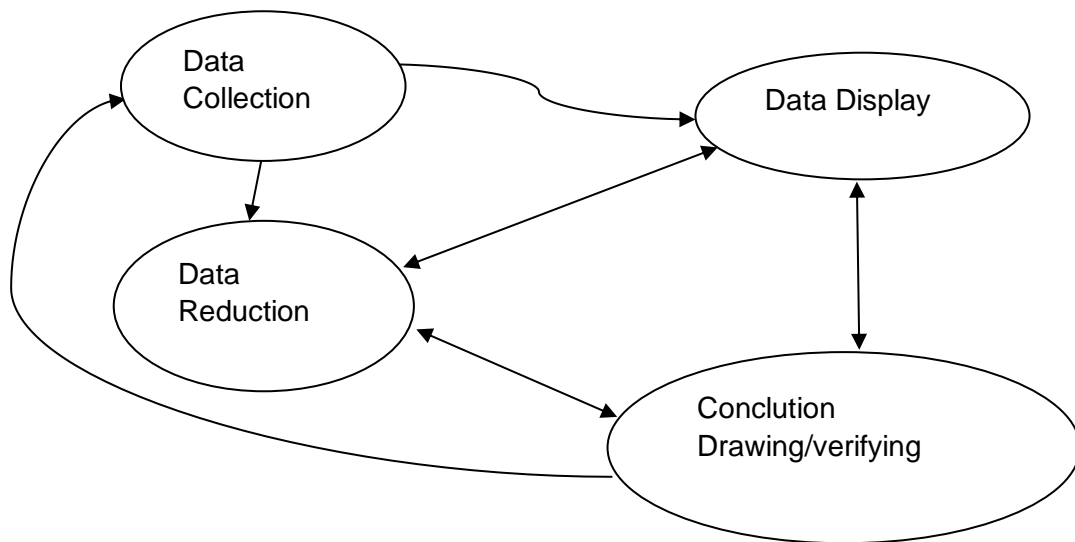 Data
Collection
Data Display
Data
Reduction
Conclution
Drawing/verifying